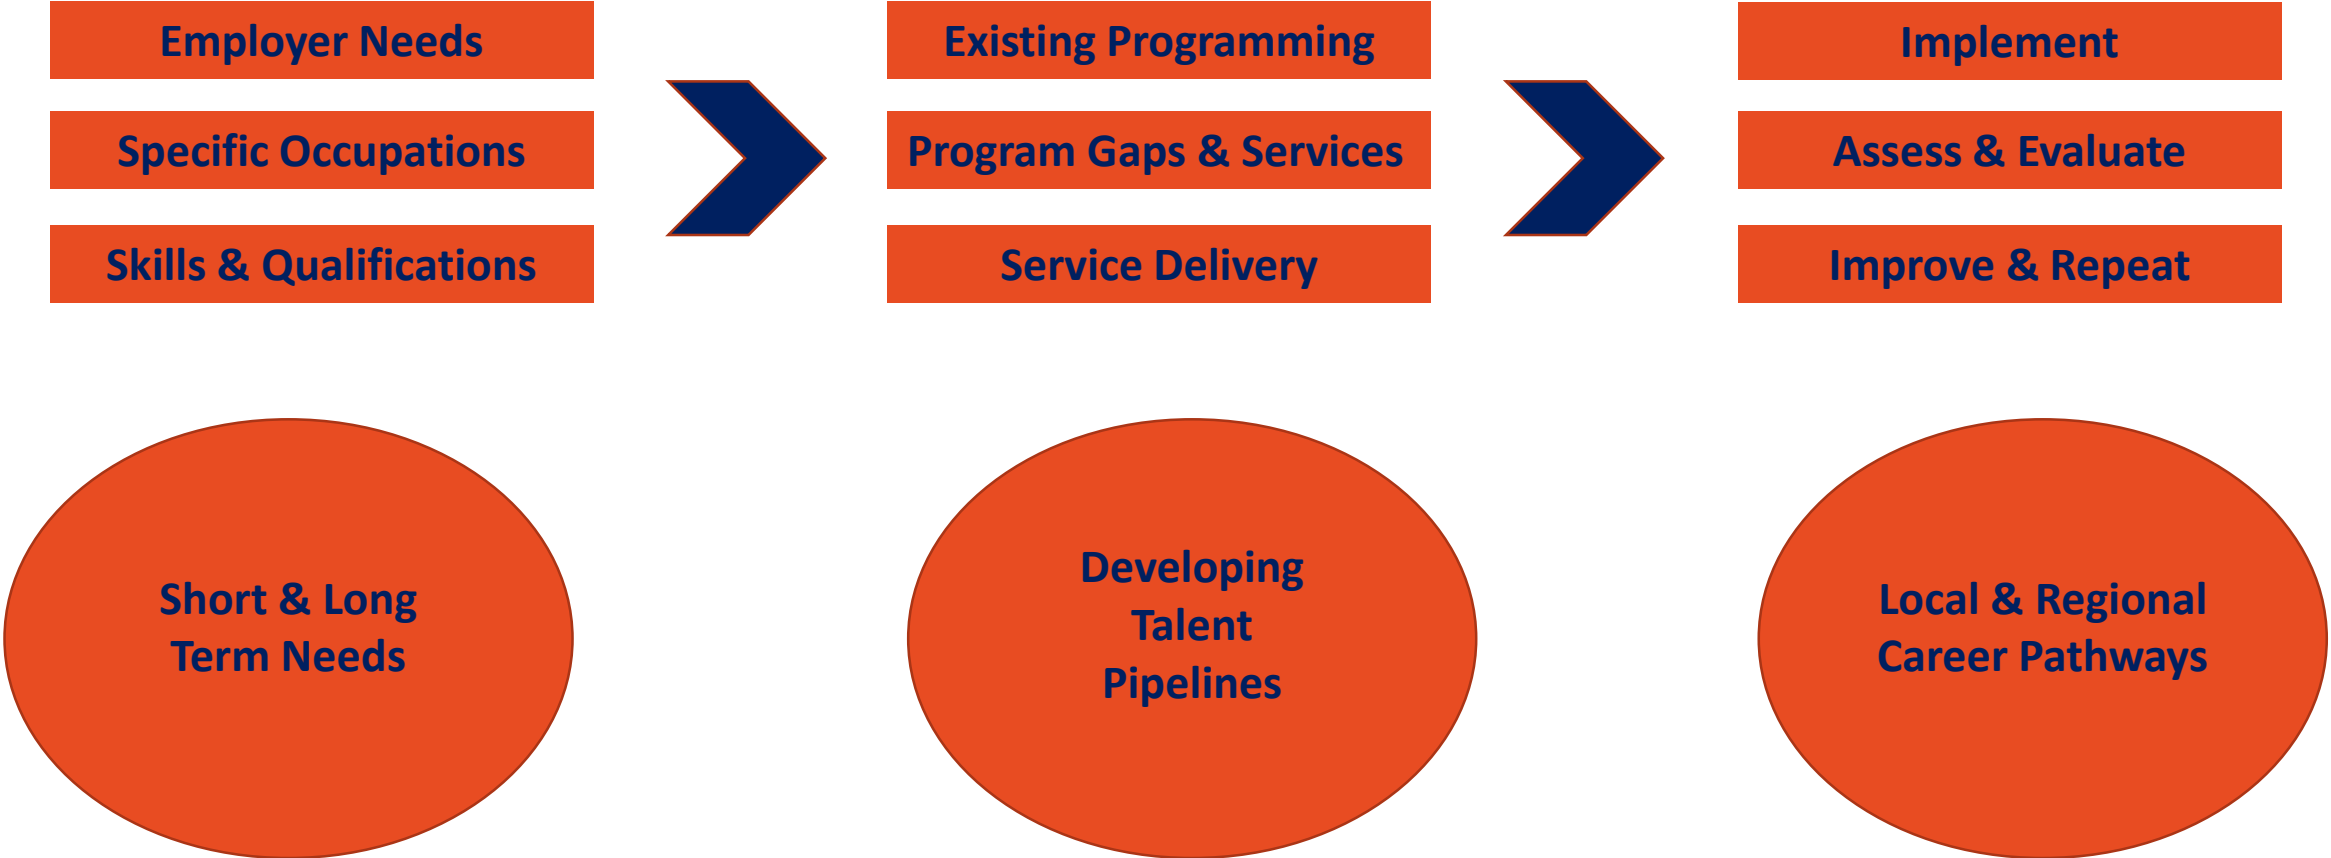 Employer Needs
Specific Occupations
Skills & Qualifications
Existing Programming
Program Gaps & Services
Service Delivery
Implement
Assess & Evaluate
Improve & Repeat
Short & Long
Term Needs
Developing
Talent
Pipelines
Local & Regional
Career Pathways